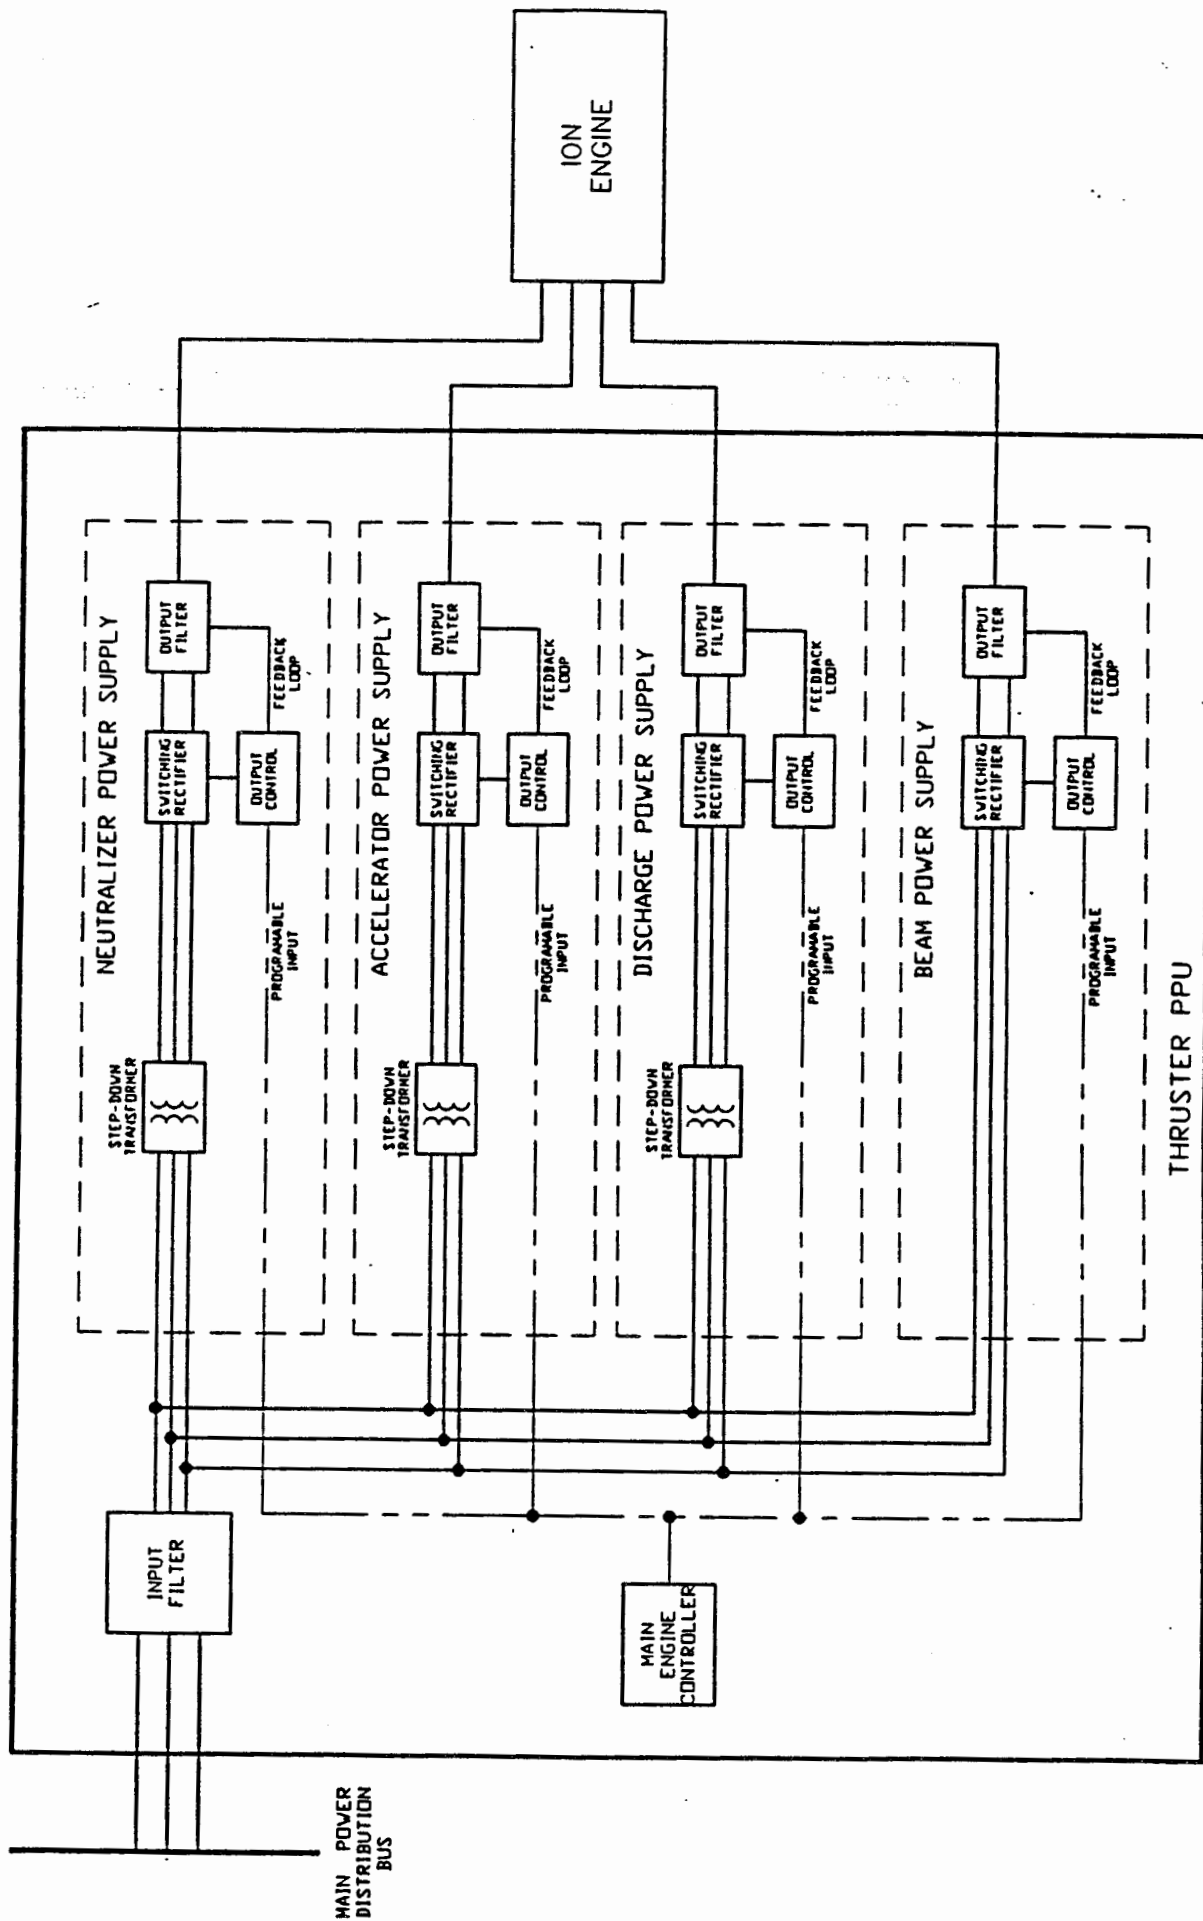 ION
ENGINE
NEUTRALIZER POWER SUPPLY
STEP-DOWN
TRANSFORMER
SWITCHING
RECTIFIER
OUTPUT
FILTER
OUTPUT
CONTROL
FEEDBACK
LOOP
PROGRAMABLE
INPUT
ACCELERATOR POWER SUPPLY
STEP-DOWN
TRANSFORMER
SWITCHING
RECTIFIER
OUTPUT
FILTER
OUTPUT
CONTROL
FEEDBACK
LOOP
PROGRAMABLE
INPUT
DISCHARGE POWER SUPPLY
STEP-DOWN
TRANSFORMER
SWITCHING
RECTIFIER
OUTPUT
FILTER
OUTPUT
CONTROL
FEEDBACK
LOOP
PROGRAMABLE
INPUT
BEAM POWER SUPPLY
SWITCHING
RECTIFIER
OUTPUT
FILTER
OUTPUT
CONTROL
FEEDBACK
LOOP
PROGRAMABLE
INPUT
INPUT
FILTER
MAIN
ENGINE
CONTROLLER
THRUSTER PPU
MAIN POWER
DISTRIBUTION
BUS